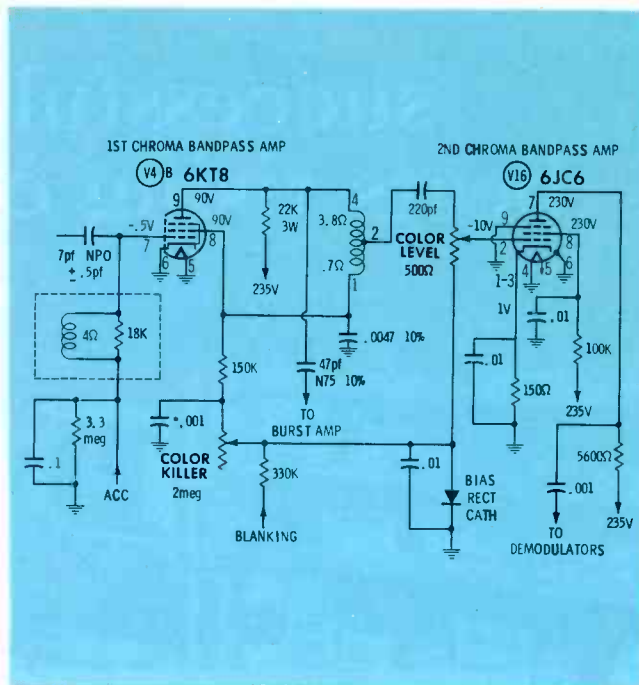 1ST CHROMA BANDPASS AMP
V4 B 6KT8
2ND CHROMA BANDPASS AMP
V16 6JC6
9
90V
-.5V
7
90V
8
6
5
7pf NPO
± .5pf
4Ω
18K
3.3
meg
.1
ACC
22K
3W
235V
4
3.8Ω
2
.7Ω
1
220pf
COLOR
LEVEL
500Ω
-10V
9
2
7
230V
230V
8
6
4
5
1-3
1V
.01
.01
150Ω
100K
235V
.0047 10%
150K
47pf
N75 10%
TO
BURST AMP
*.001
COLOR
KILLER
2meg
330K
BLANKING
.01
BIAS
RECT
CATH
5600Ω
.001
TO
DEMODULATORS
235V